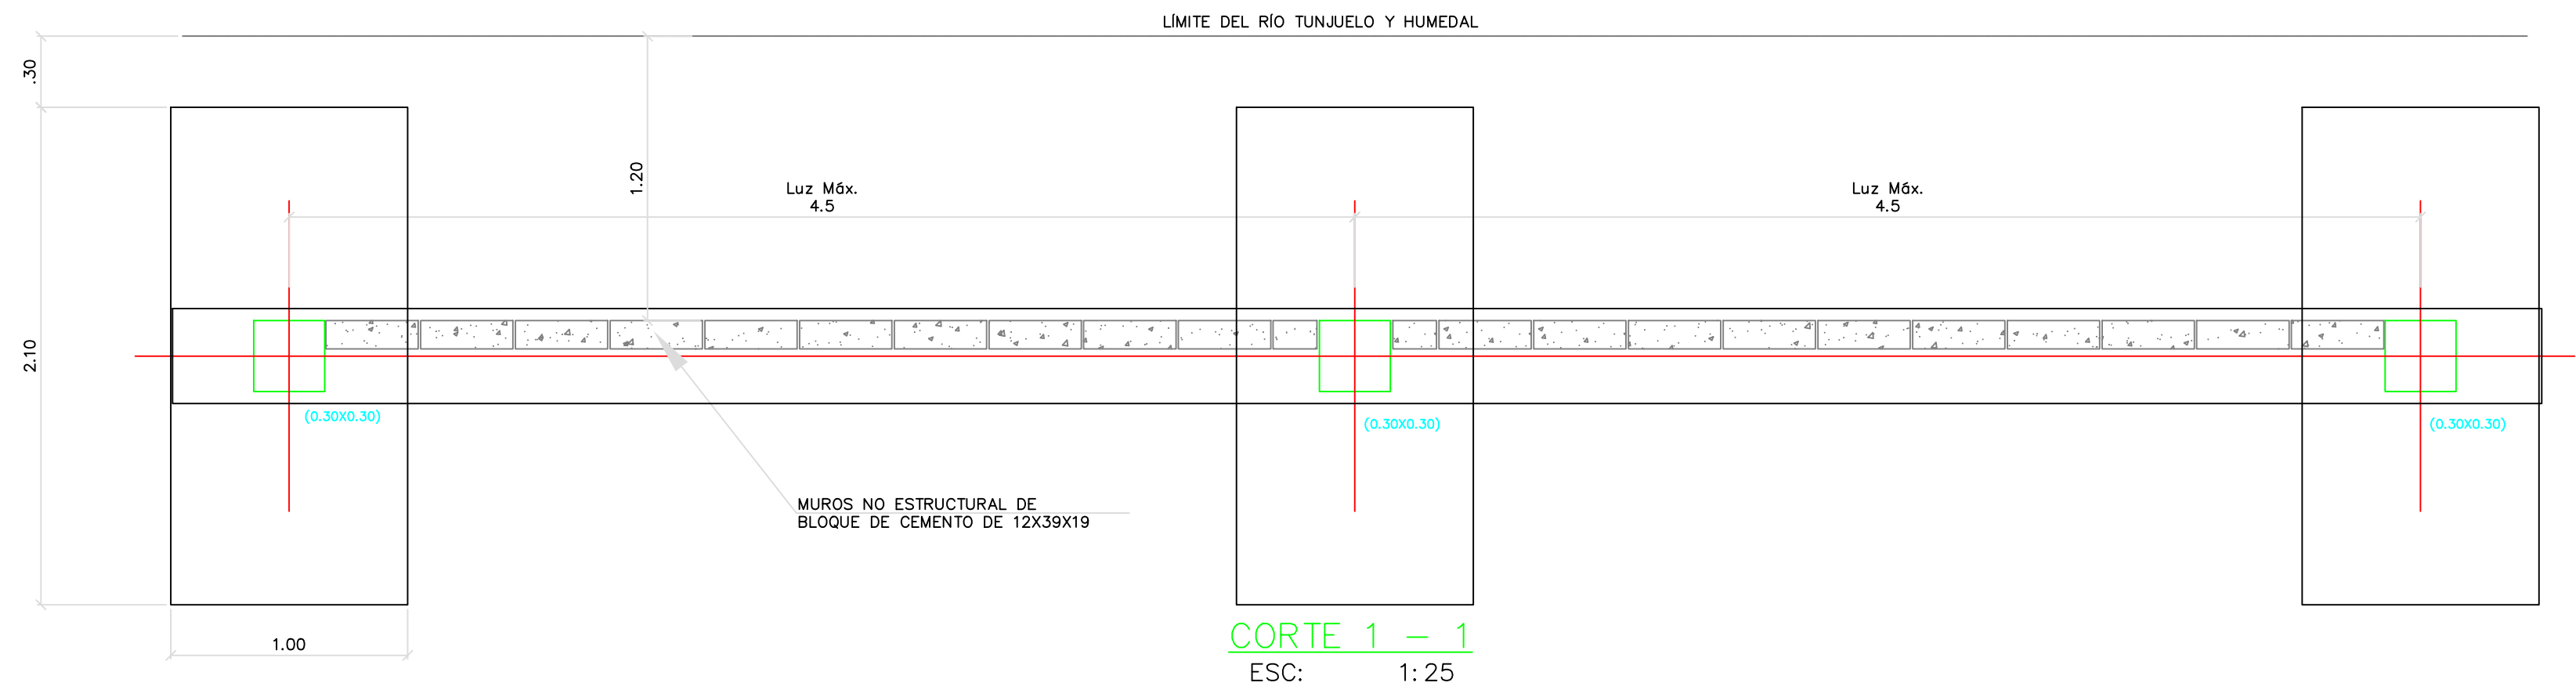 LÍMITE DEL RÍO TUNJUELO Y HUMEDAL
.30
1.20
Luz Máx.
4.5
Luz Máx.
4.5
2.10
(0.30X0.30)
(0.30X0.30)
(0.30X0.30)
MUROS NO ESTRUCTURAL DE
BLOQUE DE CEMENTO DE 12X39X19
1.00
CORTE 1 - 1
ESC: 1:25